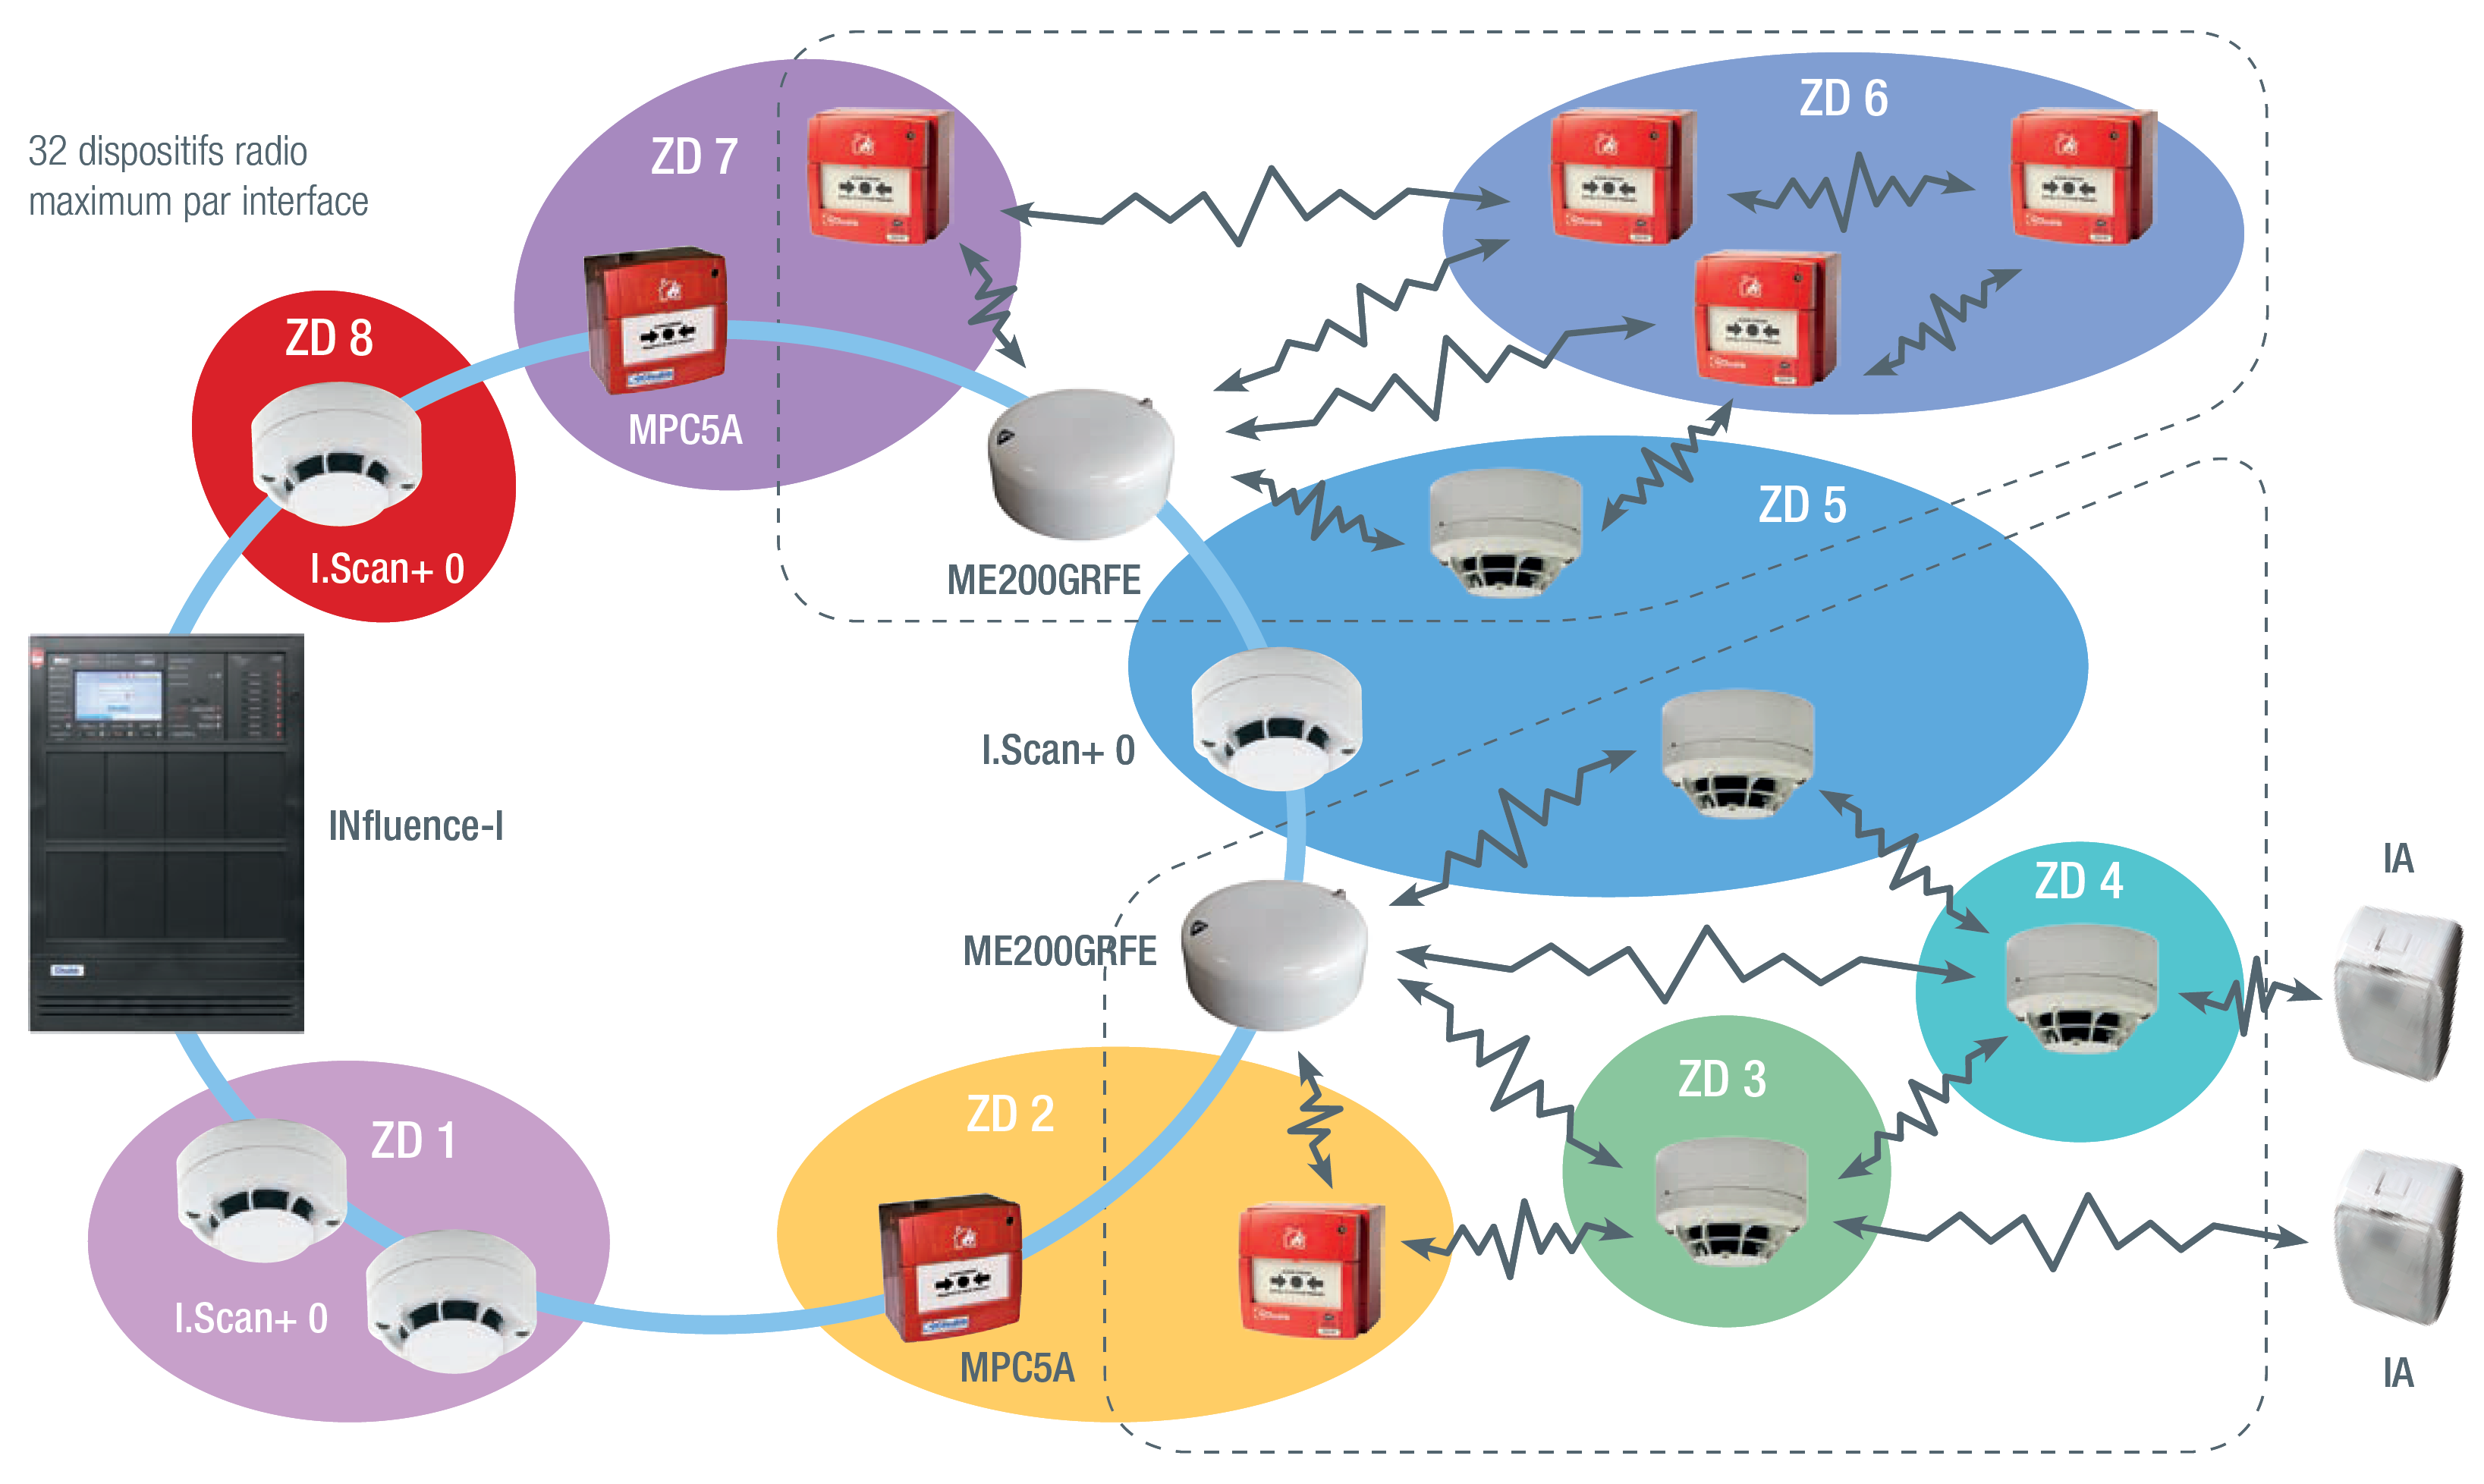 32 dispositifs radio
maximum par interface
ZD 7
ZD 6
MPC5A
ZD 8
I.Scan+ 0
ME200GRFE
ZD 5
I.Scan+ 0
INfluence-I
ME200GRFE
ZD 4
IA
ZD 3
ZD 2
ZD 1
I.Scan+ 0
MPC5A
IA